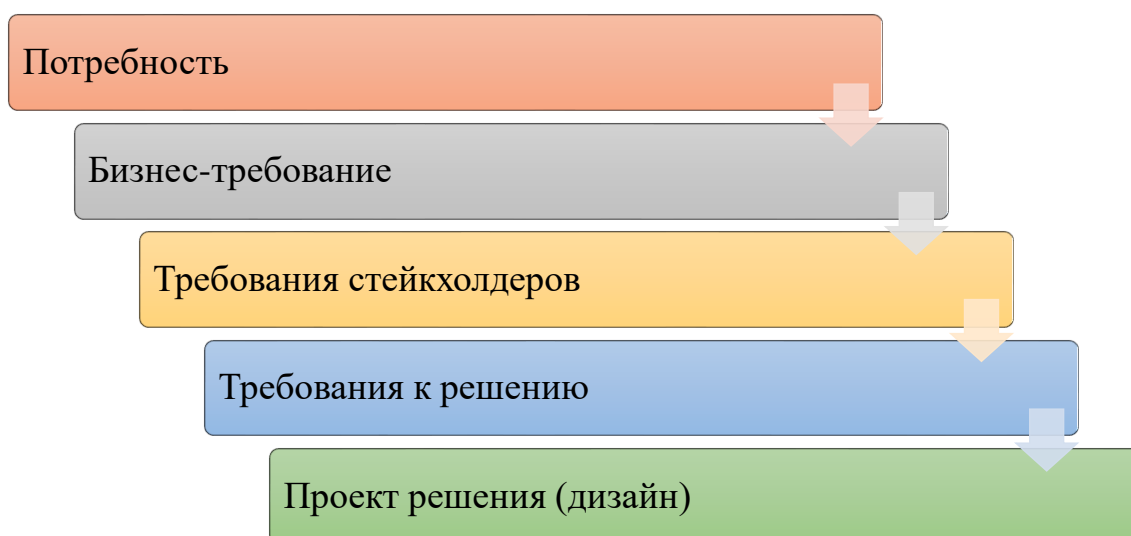 Потребность
Бизнес-требование
Требования стейкхолдеров
Требования к решению
Проект решения (дизайн)